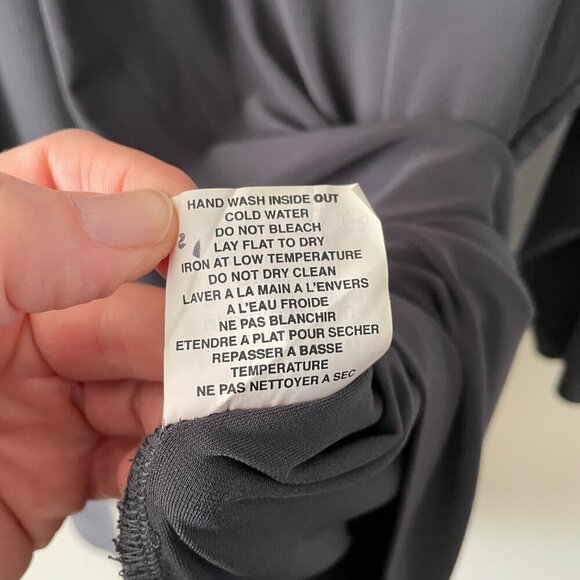 HAND WASH INSIDE OUT
COLD WATER
DO NOT BLEACH
LAY FLAT TO DRY
IRON AT LOW TEMPERATURE
DO NOT DRY CLEAN
LAVER A LA MAIN A L'ENVERS
A L'EAU FROIDE
NE PAS BLANCHIR
ETENDRE A PLAT POUR SECHER
REPASSER A BASSE
TEMPERATURE
NE PAS NETTOYER A SEC